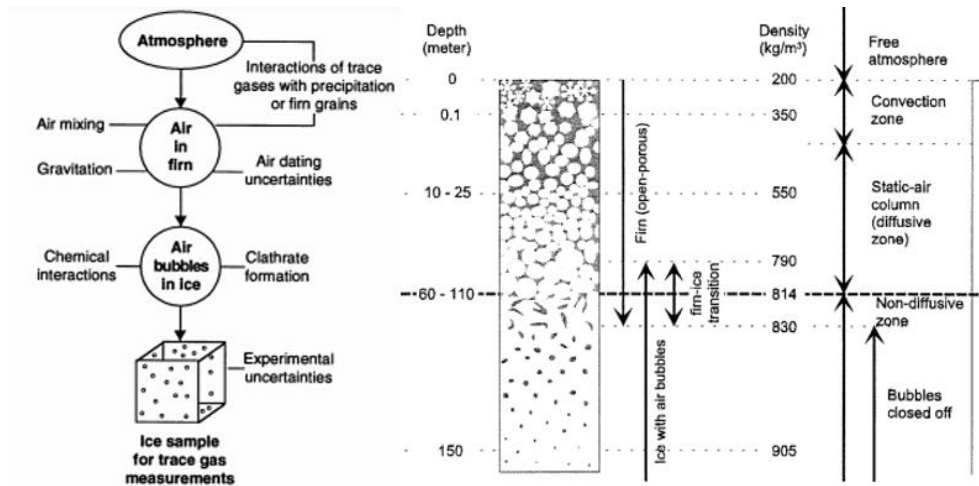 Atmosphere
Interactions of trace
gases with precipitation
or firn grains
Air mixing
Air
in
firn
Gravitation
Air dating
uncertainties
Chemical
interactions
Air
bubbles
in ice
Clathrate
formation
Experimental
uncertainties
Ice sample
for trace gas
measurements
Depth
(meter)
0
0.1
10 - 25
60 - 110
150
Firn (open-porous)
Ice with air bubbles
firn-ice
transition
Density
(kg/m³)
200
350
550
790
814
830
905
Free
atmosphere
Convection
zone
Static-air
column
(diffusive
zone)
Non-diffusive
zone
Bubbles
closed off